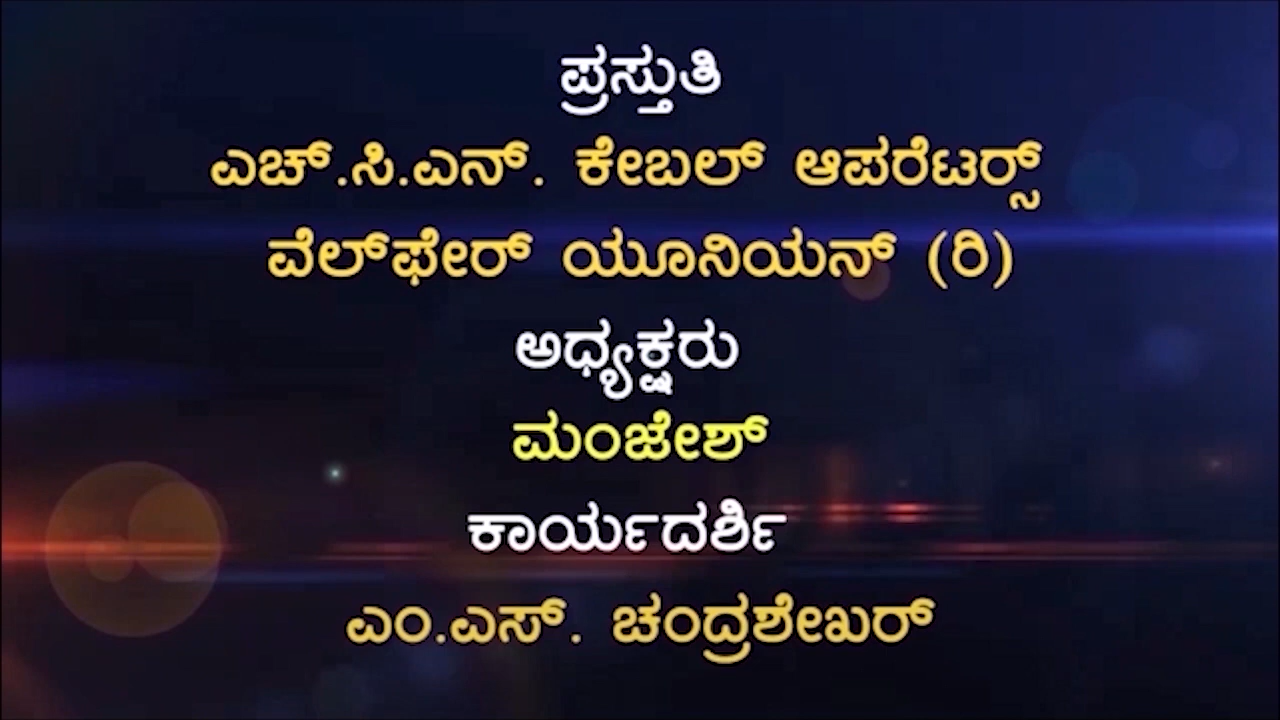 ಪ್ರಸ್ತುತಿ
ಎಚ್.ಸಿ.ಎನ್. ಕೇಬಲ್ ಆಪರೆಟರ್‍ಸ್
ವೆಲ್‌ಫೇರ್ ಯೂನಿಯನ್ (ರಿ)
ಅಧ್ಯಕ್ಷರು
ಮಂಜೇಶ್
ಕಾರ್ಯದರ್ಶಿ
ಎಂ.ಎಸ್. ಚಂದ್ರಶೇಖರ್